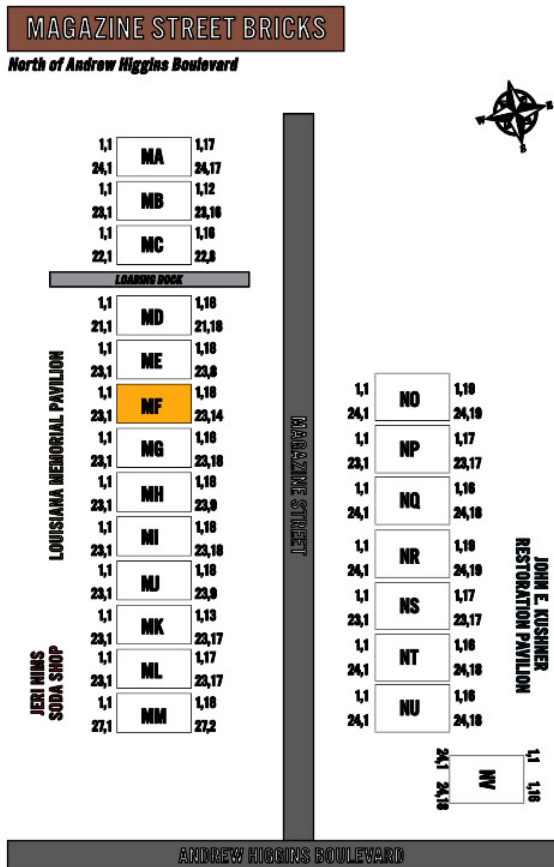 MAGAZINE STREET BRICKS
North of Andrew Higgins Boulevard
N
W E
S
1,1 MA 1,17
24,1 24,17
1,1 MB 1,12
23,1 23,16
1,1 MC 1,16
22,1 22,8
LOADING DOCK
1,1 MD 1,18
21,1 21,18
1,1 ME 1,18
23,1 23,8
1,1 MF 1,18
23,1 23,14
1,1 MG 1,16
23,1 23,18
1,1 MH 1,18
23,1 23,9
1,1 MI 1,18
23,1 23,18
1,1 MJ 1,18
23,1 23,9
1,1 MK 1,13
23,1 23,17
1,1 ML 1,17
23,1 23,17
1,1 MM 1,18
27,1 27,2
LOUISIANA MEMORIAL PAVILION
JERI NIMS
SODA SHOP
MAGAZINE STREET
1,1 NO 1,19
24,1 24,19
1,1 NP 1,17
23,1 23,17
1,1 NQ 1,16
24,1 24,18
1,1 NR 1,19
24,1 24,19
1,1 NS 1,17
23,1 23,17
1,1 NT 1,16
24,1 24,18
1,1 NU 1,16
24,1 24,18
JOHN E. KUSHNER
RESTORATION PAVILION
24,1 NV 1,1
24,18 1,16
ANDREW HIGGINS BOULEVARD